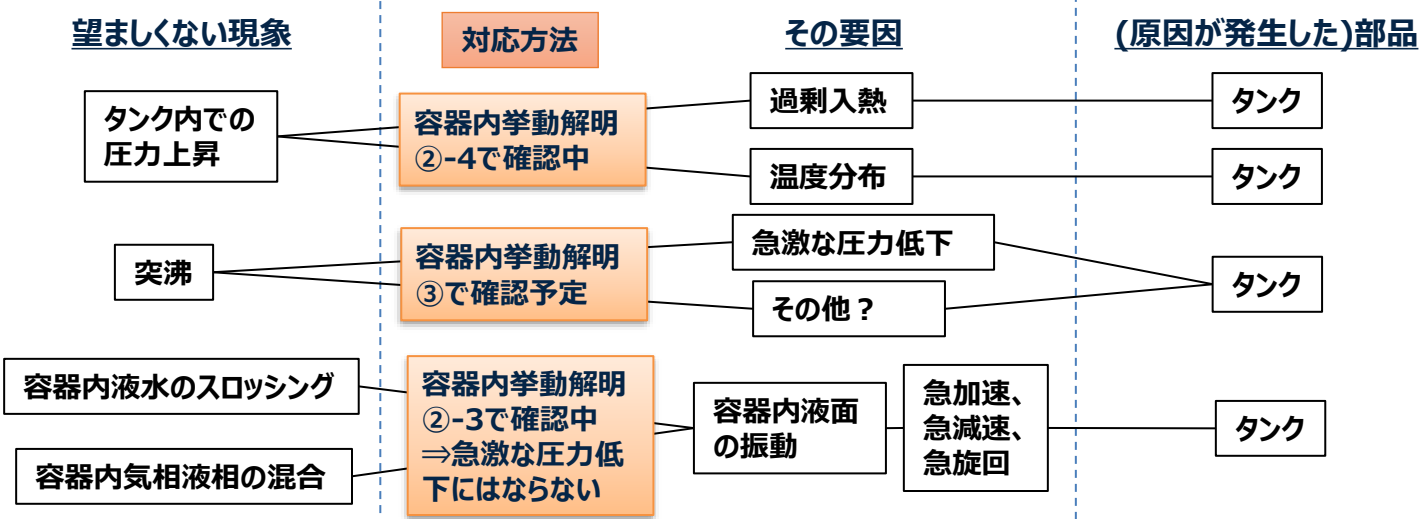 望ましくない現象
対応方法
その要因
(原因が発生した)部品
タンク内での
圧力上昇
容器内挙動解明
②-4で確認中
過剰入熱
タンク
温度分布
タンク
突沸
容器内挙動解明
③で確認予定
急激な圧力低下
その他？
タンク
容器内液水のスロッシング
容器内気相液相の混合
容器内挙動解明
②-3で確認中
⇒急激な圧力低
下にはならない
容器内液面
の振動
急加速、
急減速、
急旋回
タンク